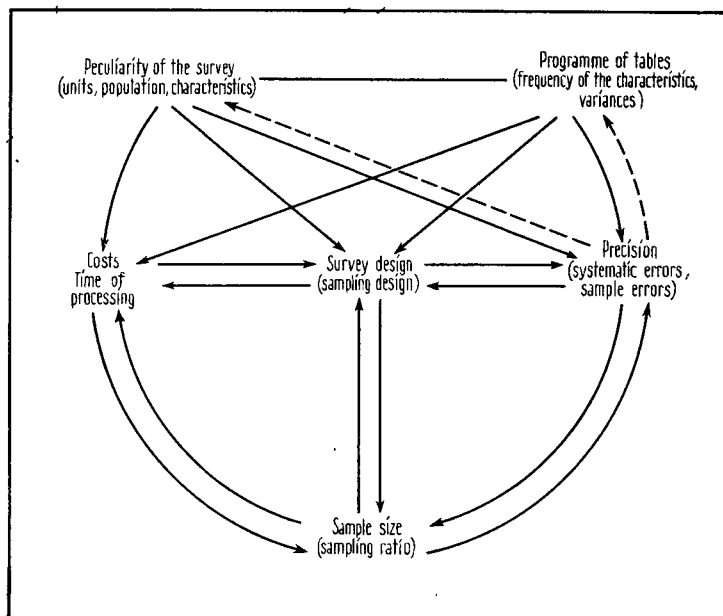 Peculiarity of the survey
(units, population, characteristics)
Programme of tables
(frequency of the characteristics,
variances)
Costs
Time of
processing
Survey design
(sampling design)
Precision
(systematic errors,
sample errors)
Sample size
(sampling ratio)